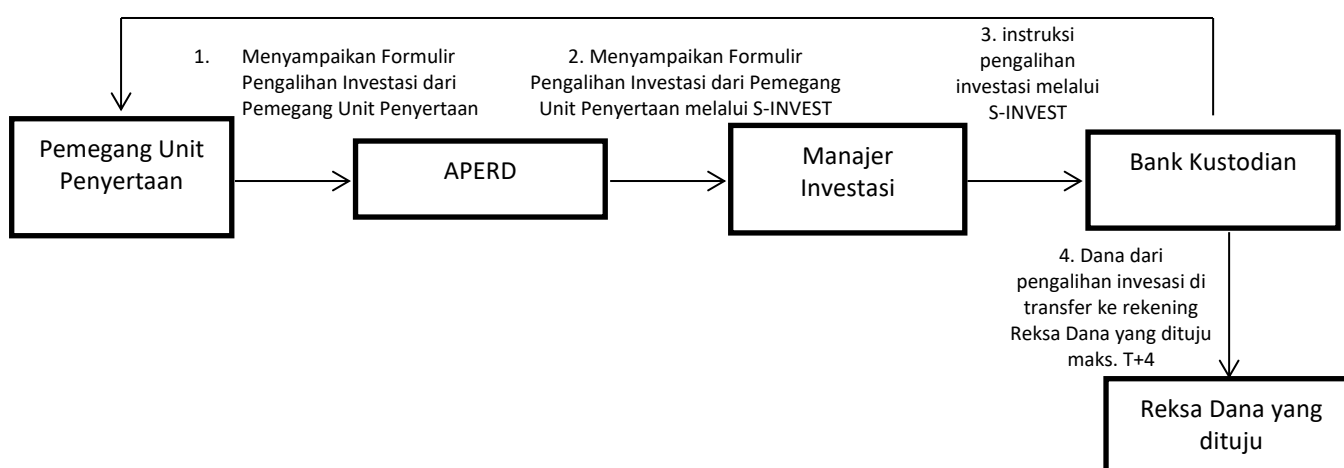 1. Menyampaikan Formulir
Pengalihan Investasi dari
Pemegang Unit Penyertaan
2. Menyampaikan Formulir
Pengalihan Investasi dari Pemegang
Unit Penyertaan melalui S-INVEST
3. instruksi
pengalihan
investasi melalui
S-INVEST
Pemegang Unit
Penyertaan
APERD
Manajer
Investasi
Bank Kustodian
4. Dana dari
pengalihan invesasi di
transfer ke rekening
Reksa Dana yang dituju
maks. T+4
Reksa Dana yang
dituju